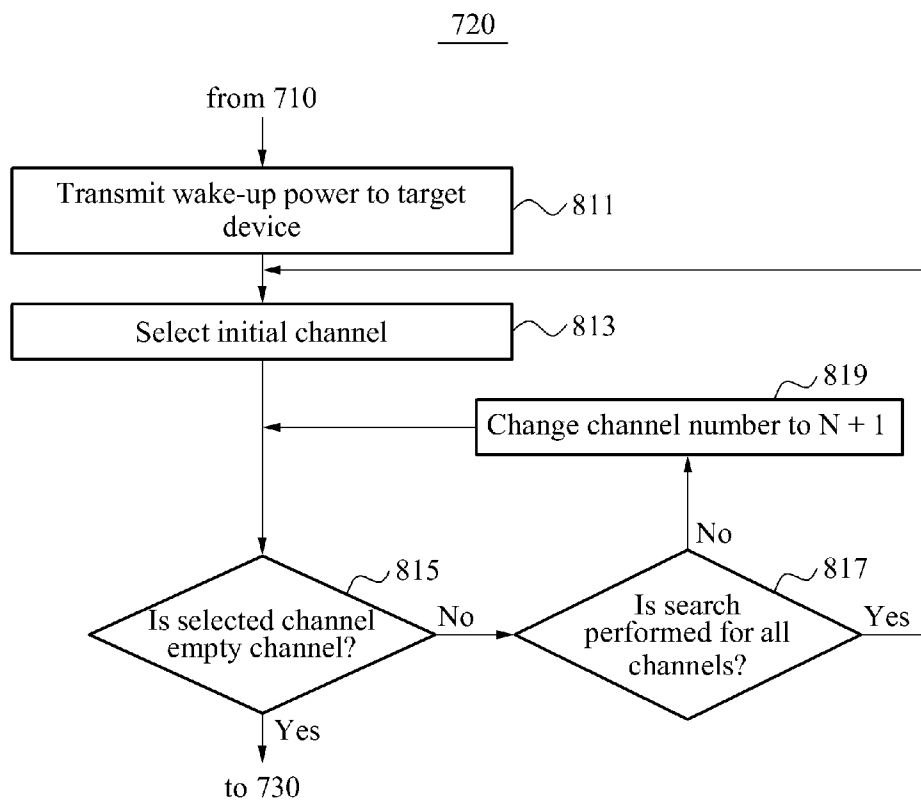 720
from 710
Transmit wake-up power to target
device
811
Select initial channel
813
819
Change channel number to N + 1
No
815
Is selected channel
empty channel?
No
817
Is search
performed for all
channels?
Yes
Yes
to 730